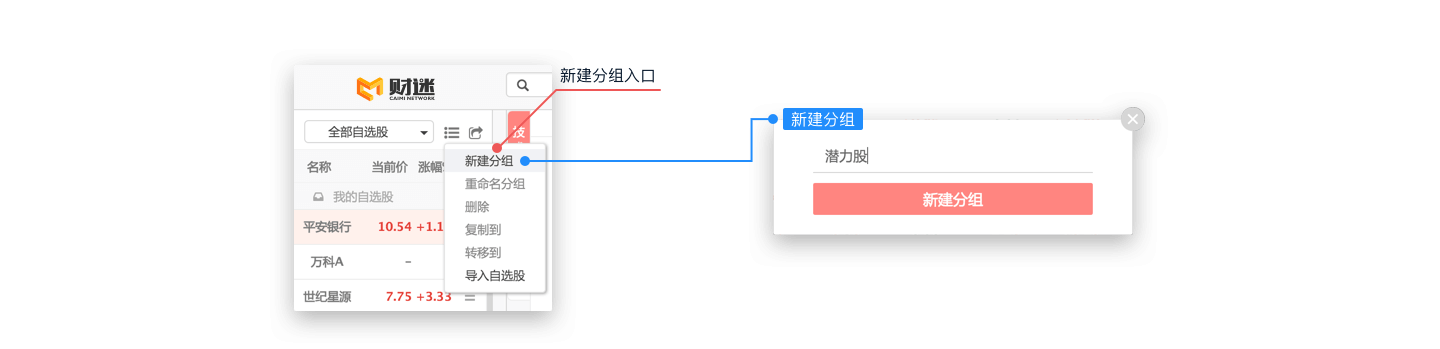 财迷
CAIMI NETWORK
新建分组入口
全部自选股
技
名称 当前价 涨幅
我的自选股
平安银行 10.54 +1.1
万科A -
世纪星源 7.75 +3.33
新建分组
重命名分组
删除
复制到
转移到
导入自选股
新建分组
潜力股
新建分组